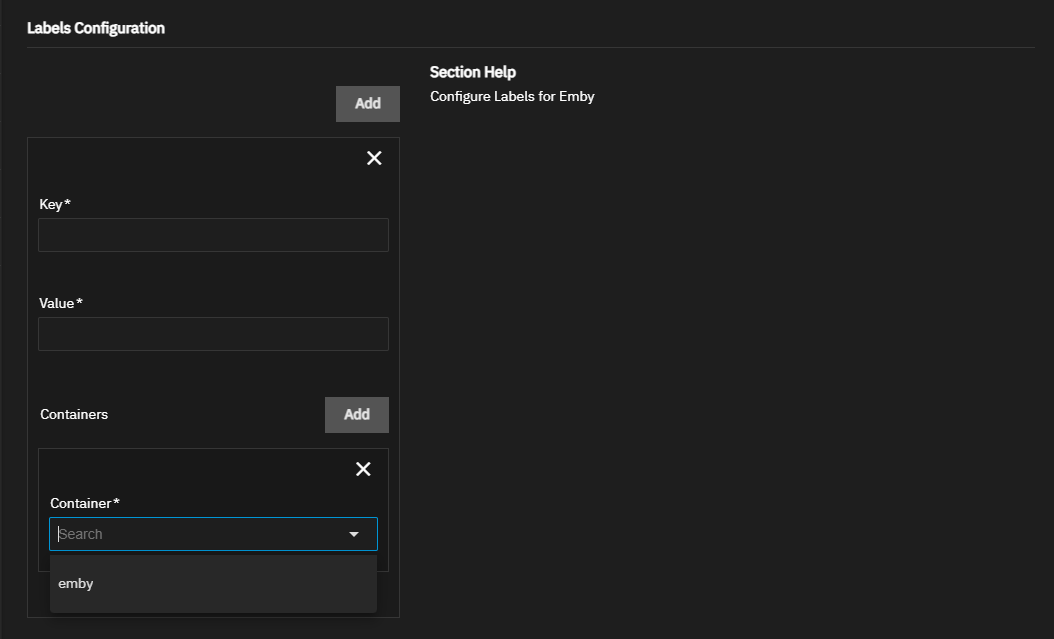 Labels Configuration
Section Help
Configure Labels for Emby
Add
Key*
Value*
Containers
Add
Container*
Search
emby